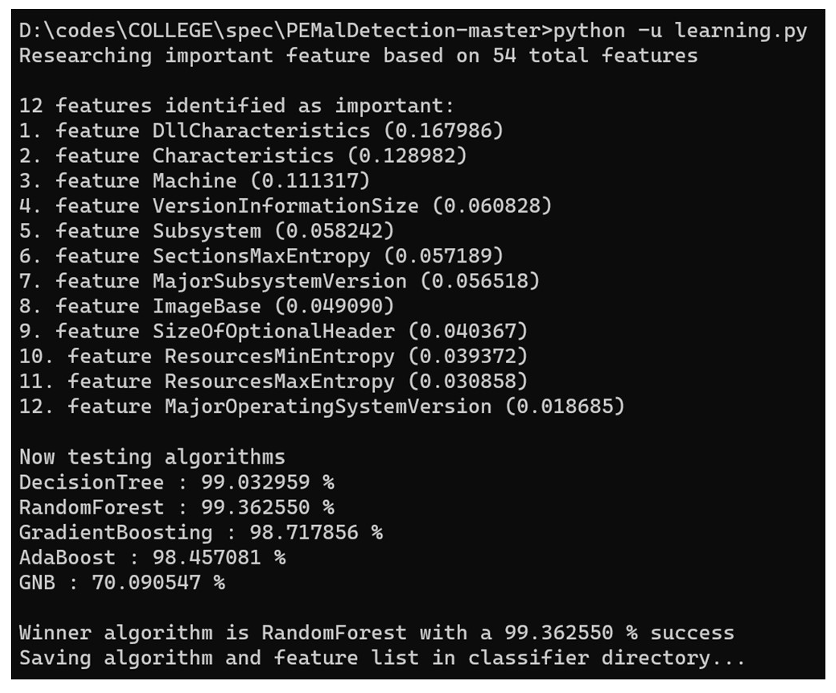 D:\codes\COLLEGE\spec\PEMalDetection-master>python -u learning.py
Researching important feature based on 54 total features
12 features identified as important:
1. feature DllCharacteristics (0.167986)
2. feature Characteristics (0.128982)
3. feature Machine (0.111317)
4. feature VersionInformationSize (0.060828)
5. feature Subsystem (0.058242)
6. feature SectionsMaxEntropy (0.057189)
7. feature MajorSubsystemVersion (0.056518)
8. feature ImageBase (0.049090)
9. feature SizeOfOptionalHeader (0.040367)
10. feature ResourcesMinEntropy (0.039372)
11. feature ResourcesMaxEntropy (0.030858)
12. feature MajorOperatingSystemVersion (0.018685)
Now testing algorithms
DecisionTree : 99.032959 %
RandomForest : 99.362550 %
GradientBoosting : 98.717856 %
AdaBoost : 98.457081 %
GNB : 70.090547 %
Winner algorithm is RandomForest with a 99.362550 % success
Saving algorithm and feature list in classifier directory...